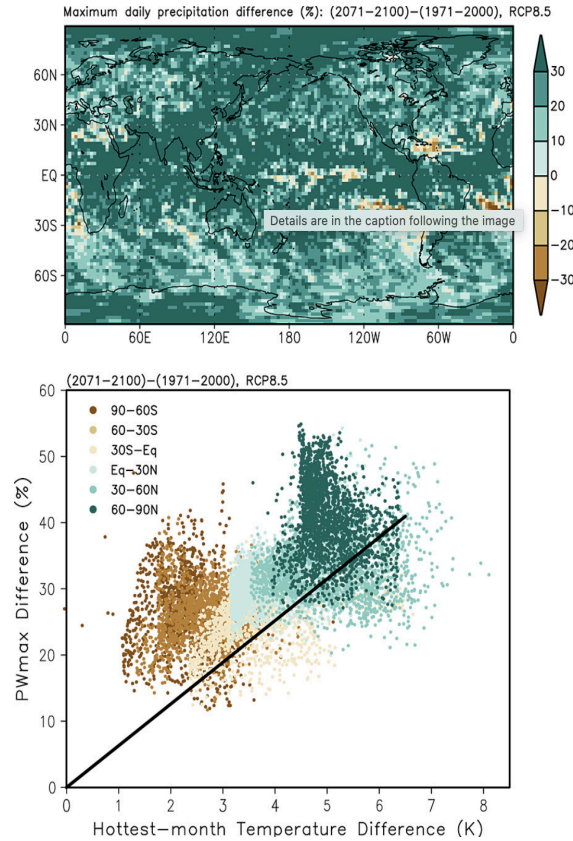 Maximum daily precipitation difference (%): (2071-2100)-(1971-2000), RCP8.5
60N
30N
EQ
30S
60S
0
60E
120E
180
120W
60W
0
30
20
10
0
-10
-20
-30
Details are in the caption following the image
(2071-2100)-(1971-2000), RCP8.5
90-60S
60-30S
30S-Eq
Eq-30N
30-60N
60-90N
PWmax Difference (%)
60
50
40
30
20
10
0
0
1
2
3
4
5
6
7
8
Hottest-month Temperature Difference (K)